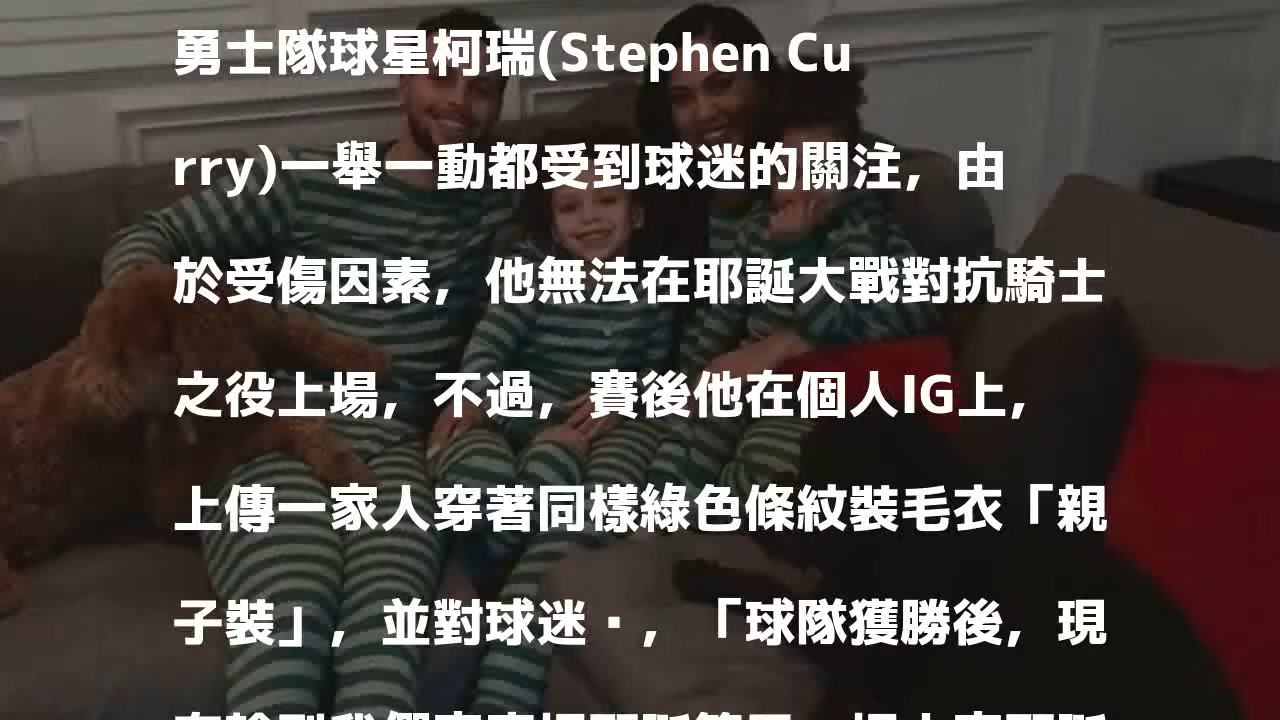 勇士隊球星柯瑞(Stephen Cu
rry)一舉一動都受到球迷的關注，由
於受傷因素，他無法在耶誕大戰對抗騎士
之役上場，不過，賽後他在個人IG上，
上傳一家人穿著同樣綠色條紋裝毛衣「親
子裝」，並對球迷·，「球隊獲勝後，現